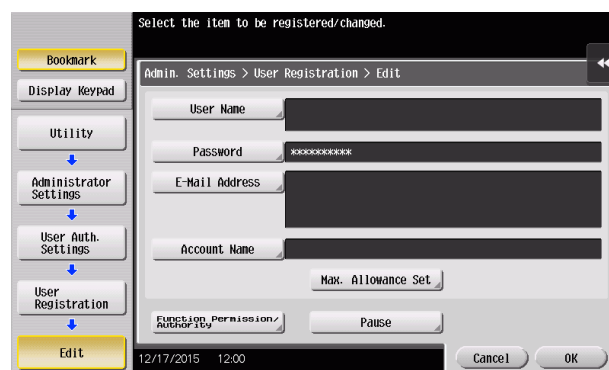 Select the item to be registered/changed.
Bookmark
Display Keypad
Utility
Administrator
Settings
User Auth.
Settings
User
Registration
Edit
Admin. Settings > User Registration > Edit
User Name
Password
**********
E-Mail Address
Account Name
Max. Allowance Set
Function Permission/
Authority
Pause
12/17/2015 12:00
Cancel
OK